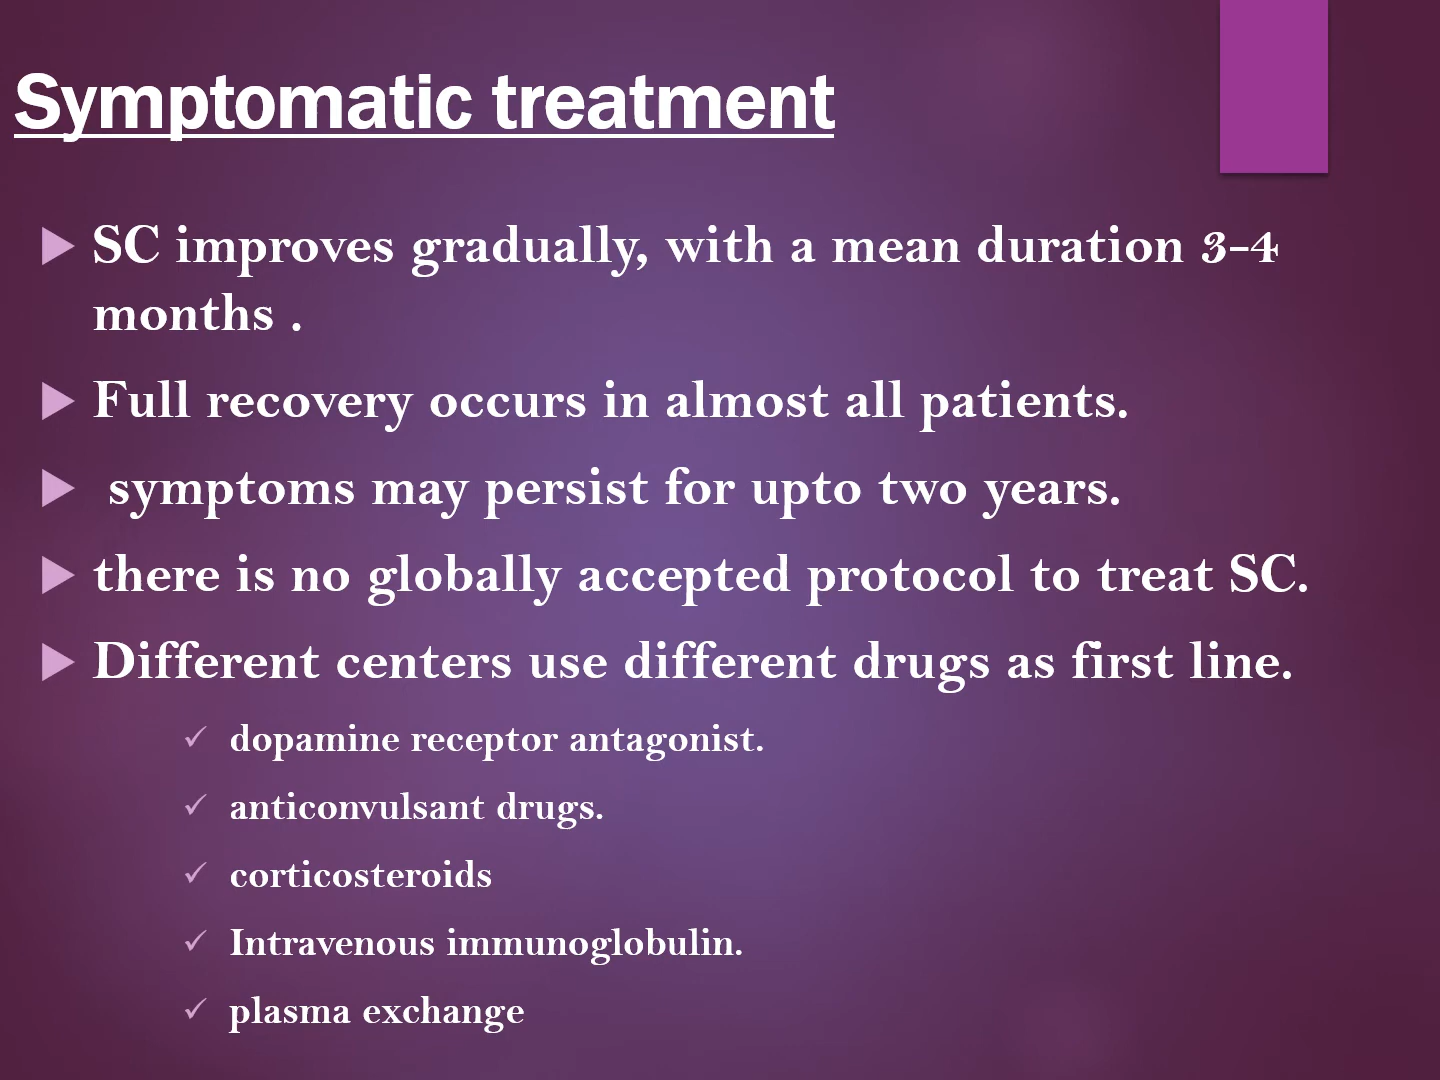 Symptomatic treatment
SC improves gradually, with a mean duration 3-4
months .
Full recovery occurs in almost all patients.
symptoms may persist for upto two years.
there is no globally accepted protocol to treat SC.
Different centers use different drugs as first line.
dopamine receptor antagonist.
anticonvulsant drugs.
corticosteroids
Intravenous immunoglobulin.
plasma exchange